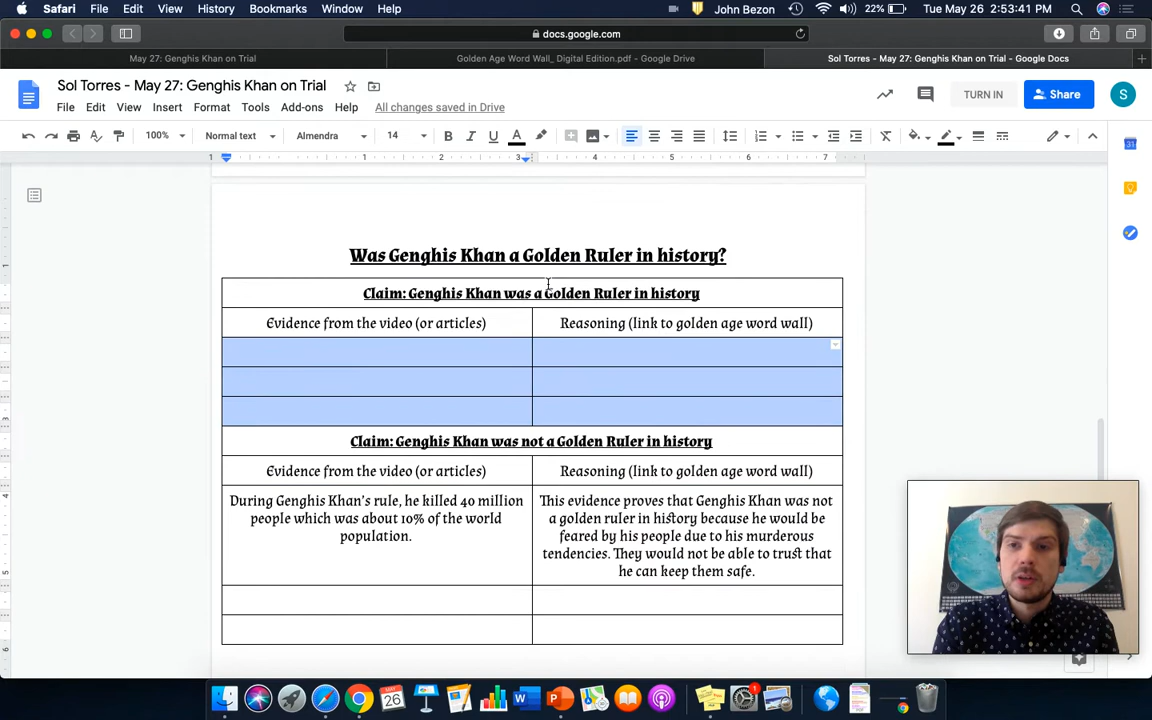 Safari File Edit View History Bookmarks Window Help John Bezon 22% Tue May 26 2:53:41 PM
docs.google.com
May 27: Genghis Khan on Trial Golden Age Word Wall_ Digital Edition.pdf - Google Drive Sol Torres - May 27: Genghis Khan on Trial - Google Docs
Sol Torres - May 27: Genghis Khan on Trial
File Edit View Insert Format Tools Add-ons Help All changes saved in Drive
TURN IN Share S
100% Normal text Almendra 14 B I U A
1 1 2 3 4 5 6 7
Was Genghis Khan a Golden Ruler in history?
Claim: Genghis Khan was a Golden Ruler in history
Evidence from the video (or articles) Reasoning (link to golden age word wall)
Claim: Genghis Khan was not a Golden Ruler in history
Evidence from the video (or articles) Reasoning (link to golden age word wall)
During Genghis Khan's rule, he killed 40 million
people which was about 10% of the world
population.
This evidence proves that Genghis Khan was not
a golden ruler in history because he would be
feared by his people due to his murderous
tendencies. They would not be able to trust that
he can keep them safe.